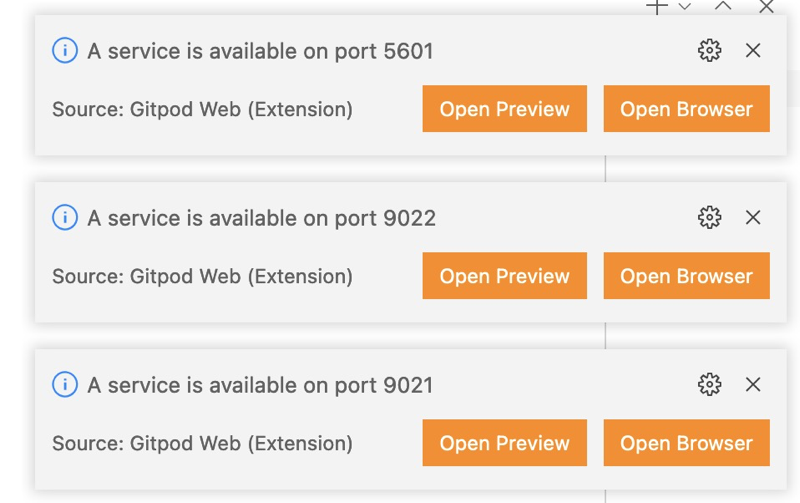 A service is available on port 5601
Source: Gitpod Web (Extension)
Open Preview
Open Browser
A service is available on port 9022
Source: Gitpod Web (Extension)
Open Preview
Open Browser
A service is available on port 9021
Source: Gitpod Web (Extension)
Open Preview
Open Browser